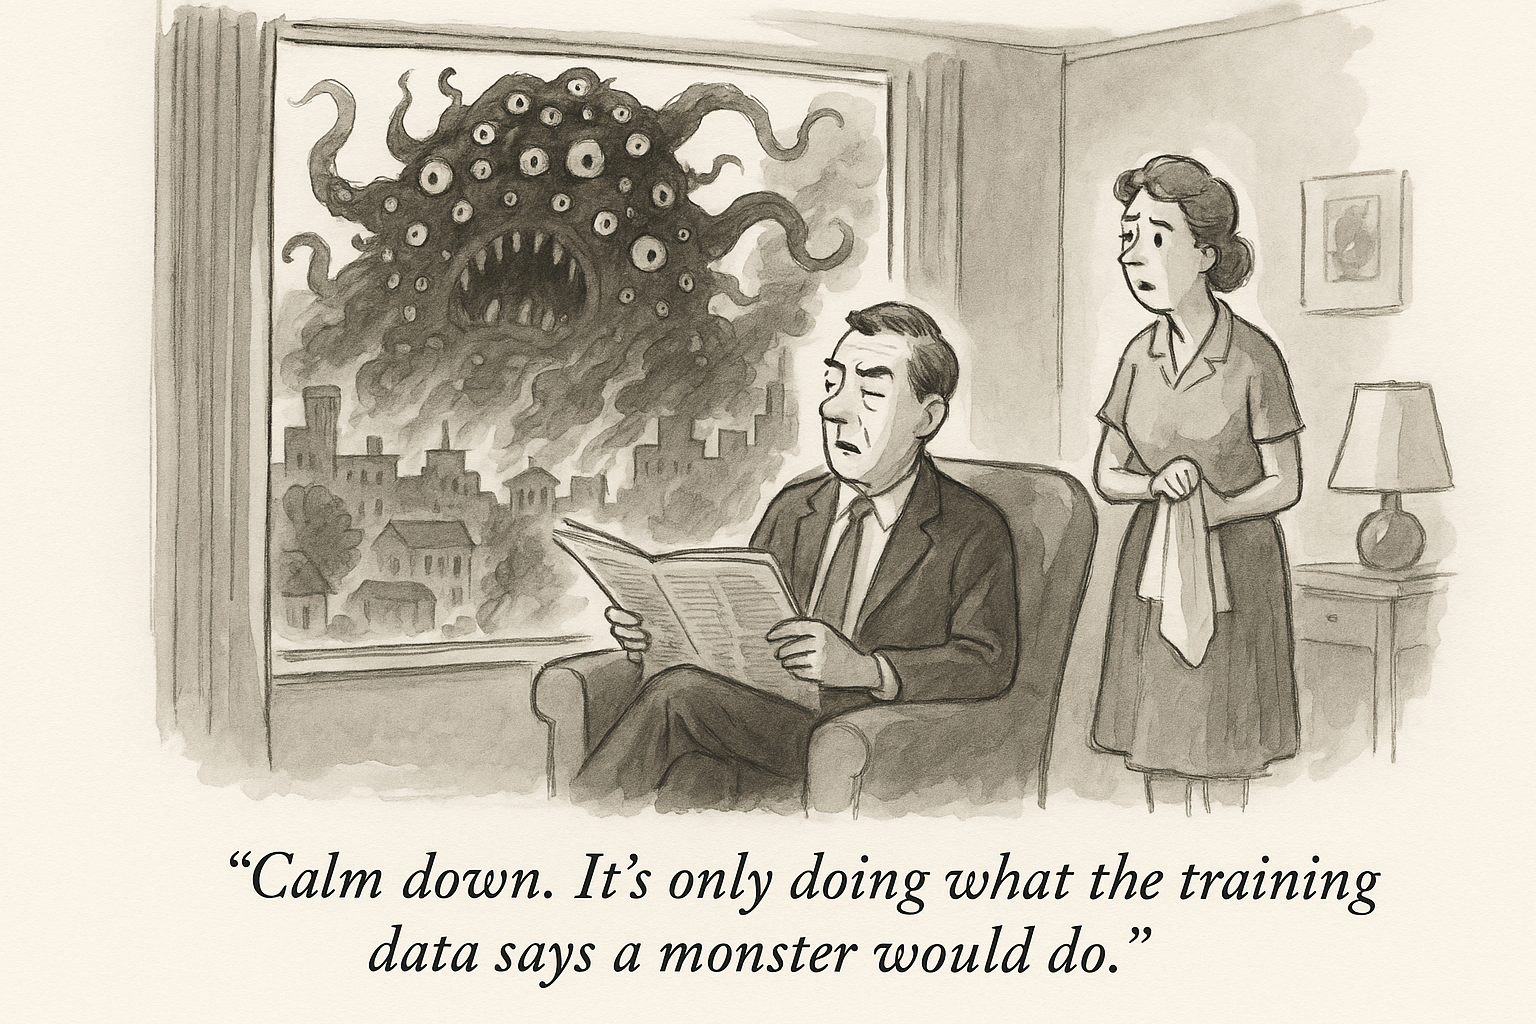 “Calm down. It’s only doing what the training
data says a monster would do.”